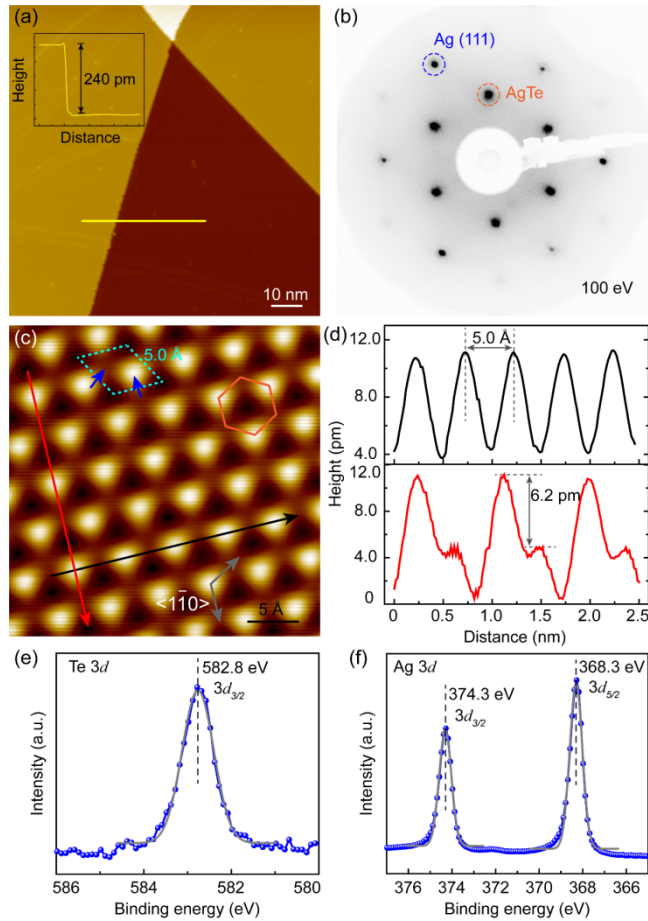 (a)
Height
240 pm
Distance
10 nm
(b)
Ag (111)
AgTe
100 eV
(c)
5.0 Å
<11̄0>
5 Å
(d)
12.0
8.0
4.0
5.0 Å
Height (pm)
12.0
8.0
4.0
0
6.2 pm
0.0 0.5 1.0 1.5 2.0 2.5
Distance (nm)
(e)
Te 3d
582.8 eV
3d3/2
Intensity (a.u.)
586 584 582 580
Binding energy (eV)
(f)
Ag 3d
374.3 eV
3d3/2
368.3 eV
3d5/2
Intensity (a.u.)
376 374 372 370 368 366
Binding energy (eV)